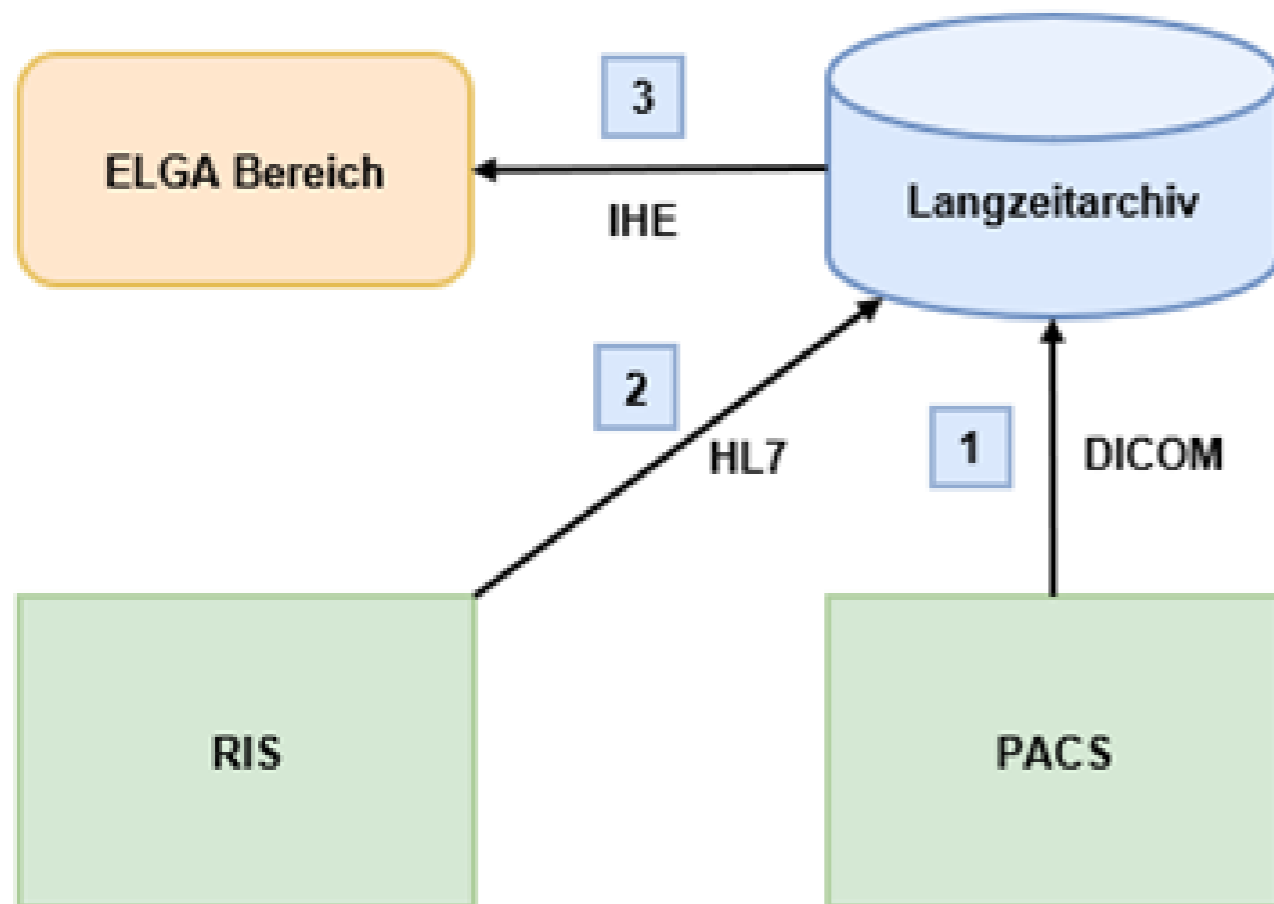 3
ELGA Bereich
IHE
Langzeitarchiv
2
HL7
1
DICOM
RIS
PACS